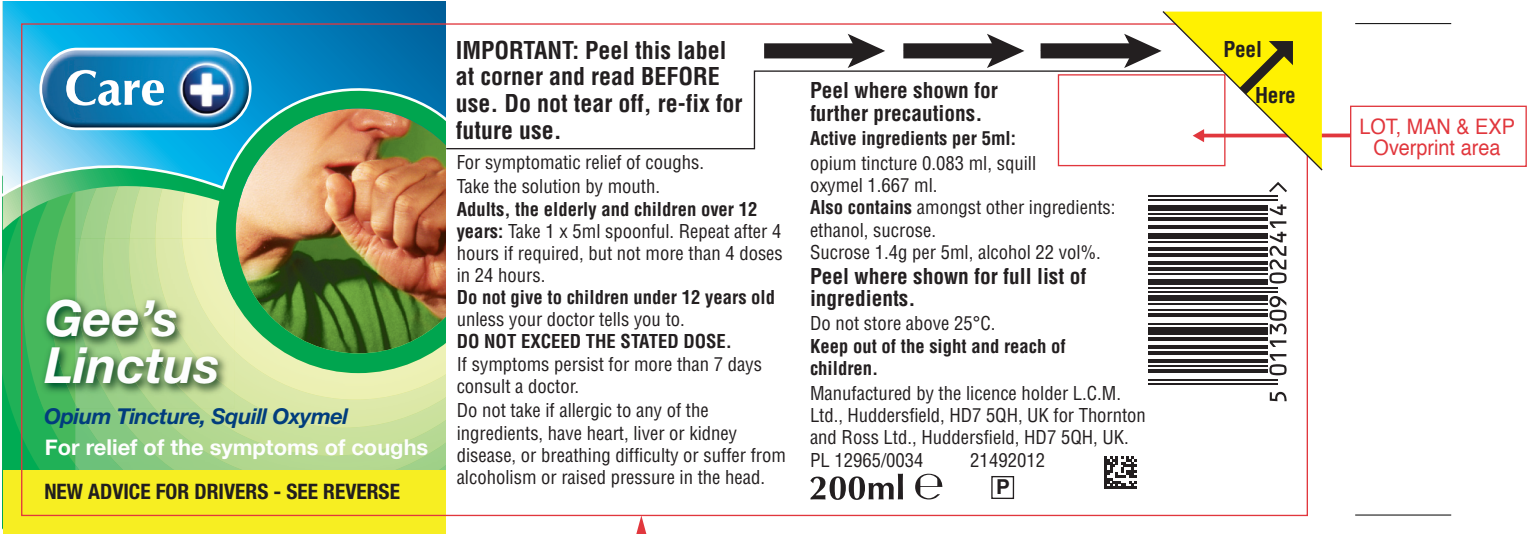 Care
Gee's
Linctus
Opium Tincture, Squill Oxymel
For relief of the symptoms of coughs
NEW ADVICE FOR DRIVERS - SEE REVERSE
IMPORTANT: Peel this label
at corner and read BEFORE
use. Do not tear off, re-fix for
future use.
For symptomatic relief of coughs.
Take the solution by mouth.
Adults, the elderly and children over 12
years: Take 1 x 5ml spoonful. Repeat after 4
hours if required, but not more than 4 doses
in 24 hours.
Do not give to children under 12 years old
unless your doctor tells you to.
DO NOT EXCEED THE STATED DOSE.
If symptoms persist for more than 7 days
consult a doctor.
Do not take if allergic to any of the
ingredients, have heart, liver or kidney
disease, or breathing difficulty or suffer from
alcoholism or raised pressure in the head.
Peel where shown for
further precautions.
Active ingredients per 5ml:
opium tincture 0.083 ml, squill
oxymel 1.667 ml.
Also contains amongst other ingredients:
ethanol, sucrose.
Sucrose 1.4g per 5ml, alcohol 22 vol%.
Peel where shown for full list of
ingredients.
Do not store above 25°C.
Keep out of the sight and reach of
children.
Manufactured by the licence holder L.C.M.
Ltd., Huddersfield, HD7 5QH, UK for Thornton
and Ross Ltd., Huddersfield, HD7 5QH, UK.
PL 12965/0034 21492012
200ml ℮ P
Peel
Here
LOT, MAN & EXP
Overprint area
5 011309 022414 >